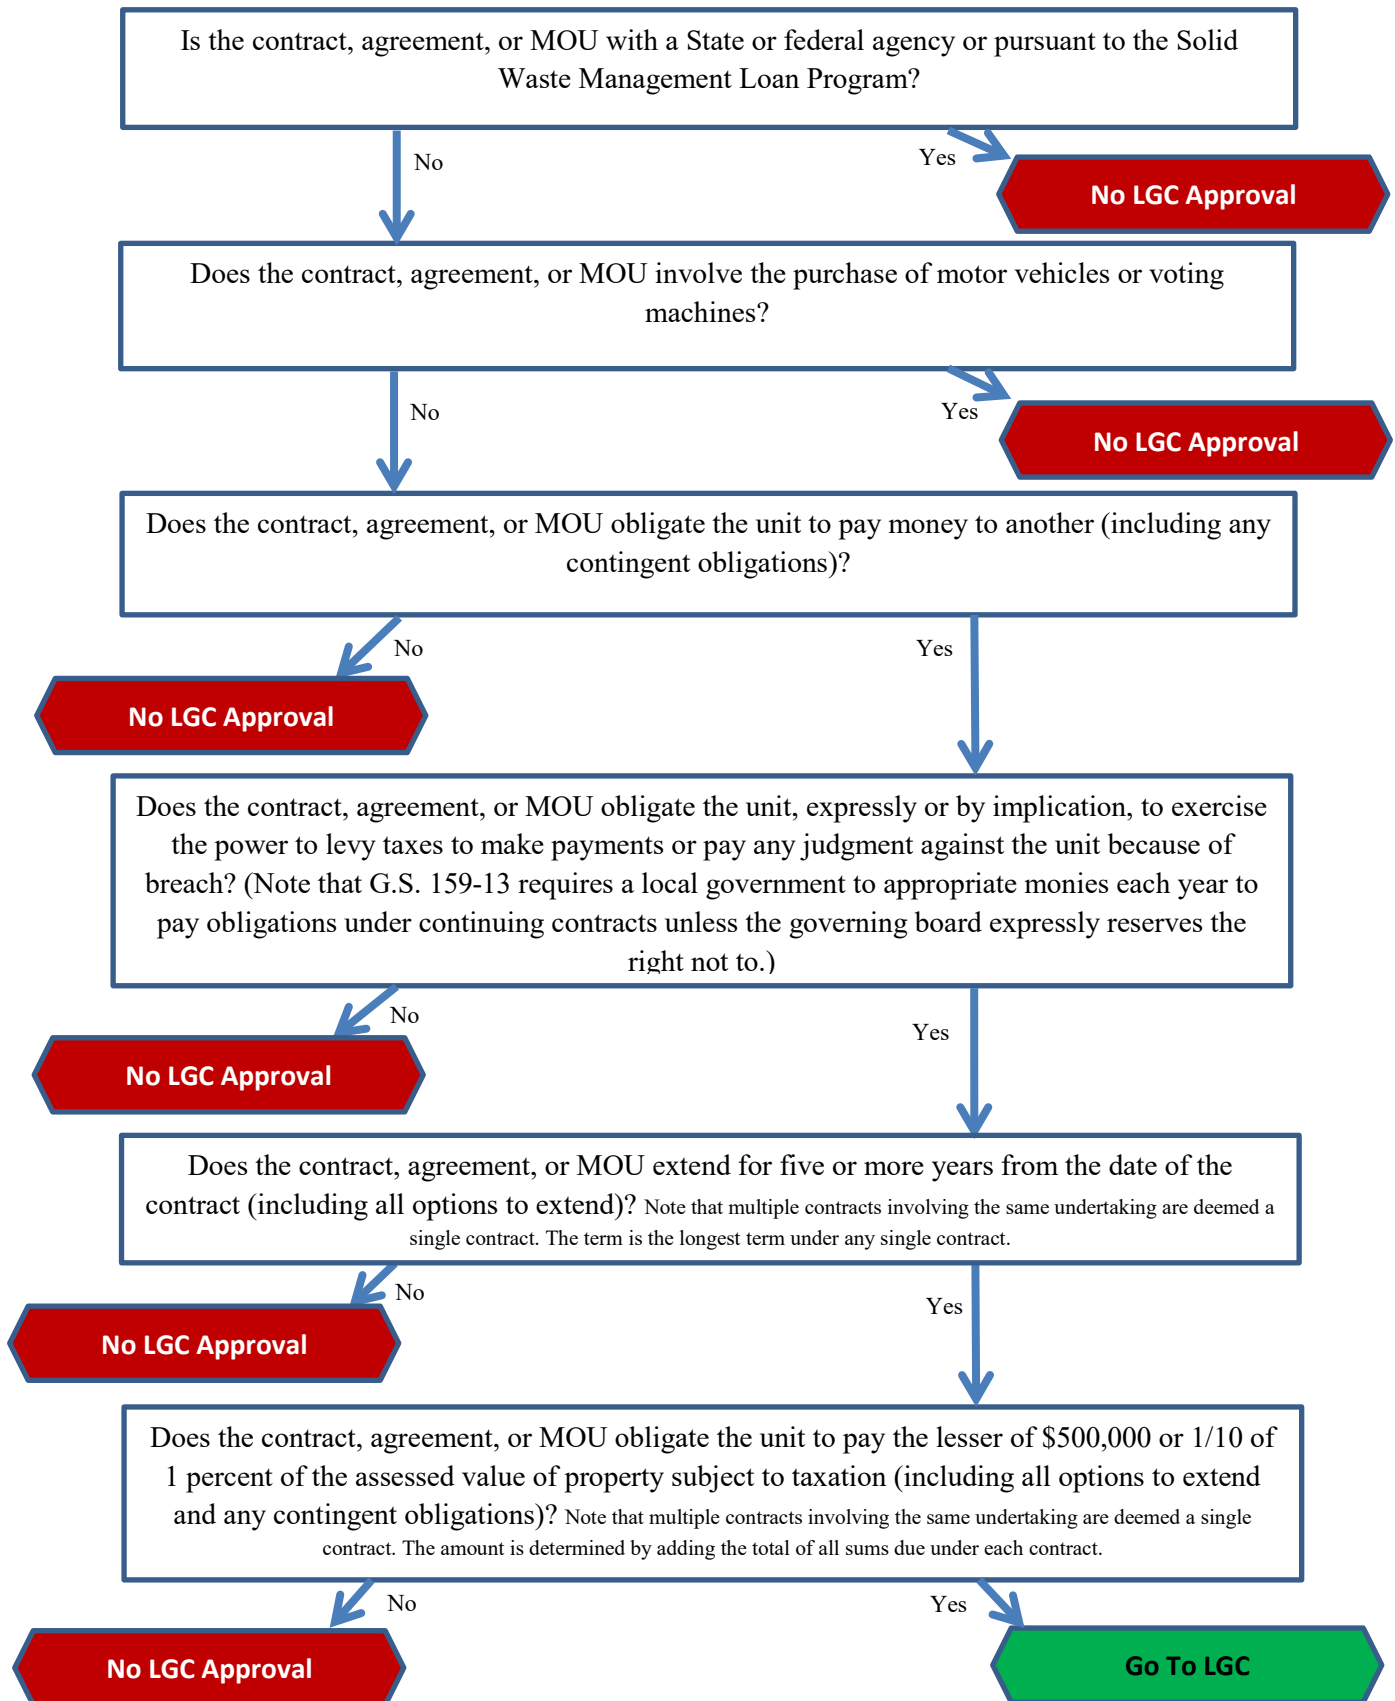 Is the contract, agreement, or MOU with a State or federal agency or pursuant to the Solid
Waste Management Loan Program?
No
Yes
No LGC Approval
Does the contract, agreement, or MOU involve the purchase of motor vehicles or voting
machines?
No
Yes
No LGC Approval
Does the contract, agreement, or MOU obligate the unit to pay money to another (including any
contingent obligations)?
No
Yes
No LGC Approval
Does the contract, agreement, or MOU obligate the unit, expressly or by implication, to exercise
the power to levy taxes to make payments or pay any judgment against the unit because of
breach? (Note that G.S. 159-13 requires a local government to appropriate monies each year to
pay obligations under continuing contracts unless the governing board expressly reserves the
right not to.)
No
Yes
No LGC Approval
Does the contract, agreement, or MOU extend for five or more years from the date of the
contract (including all options to extend)? Note that multiple contracts involving the same undertaking are deemed a
single contract. The term is the longest term under any single contract.
No
Yes
No LGC Approval
Does the contract, agreement, or MOU obligate the unit to pay the lesser of $500,000 or 1/10 of
1 percent of the assessed value of property subject to taxation (including all options to extend
and any contingent obligations)? Note that multiple contracts involving the same undertaking are deemed a single
contract. The amount is determined by adding the total of all sums due under each contract.
No
Yes
No LGC Approval
Go To LGC